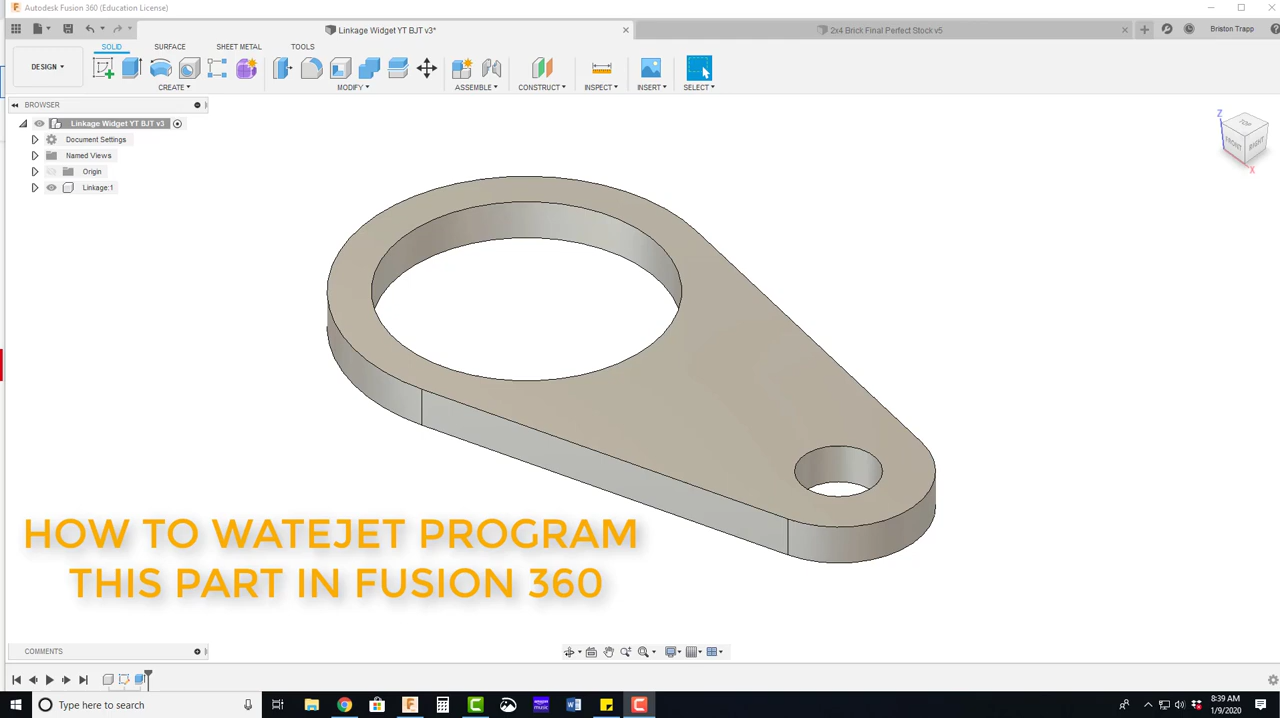 Autodesk Fusion 360 (Education License)
Linkage Widget YT BJT v3*
2x4 Brick Final Perfect Stock v5
Briston Trapp
DESIGN
SOLID
SURFACE
SHEET METAL
TOOLS
CREATE
MODIFY
ASSEMBLE
CONSTRUCT
INSPECT
INSERT
SELECT
BROWSER
Linkage Widget YT BJT v3
Document Settings
Named Views
Origin
Linkage:1
Z
TOP
FRONT
RIGHT
X
HOW TO WATEJET PROGRAM
THIS PART IN FUSION 360
COMMENTS
Type here to search
8:39 AM
1/9/2020